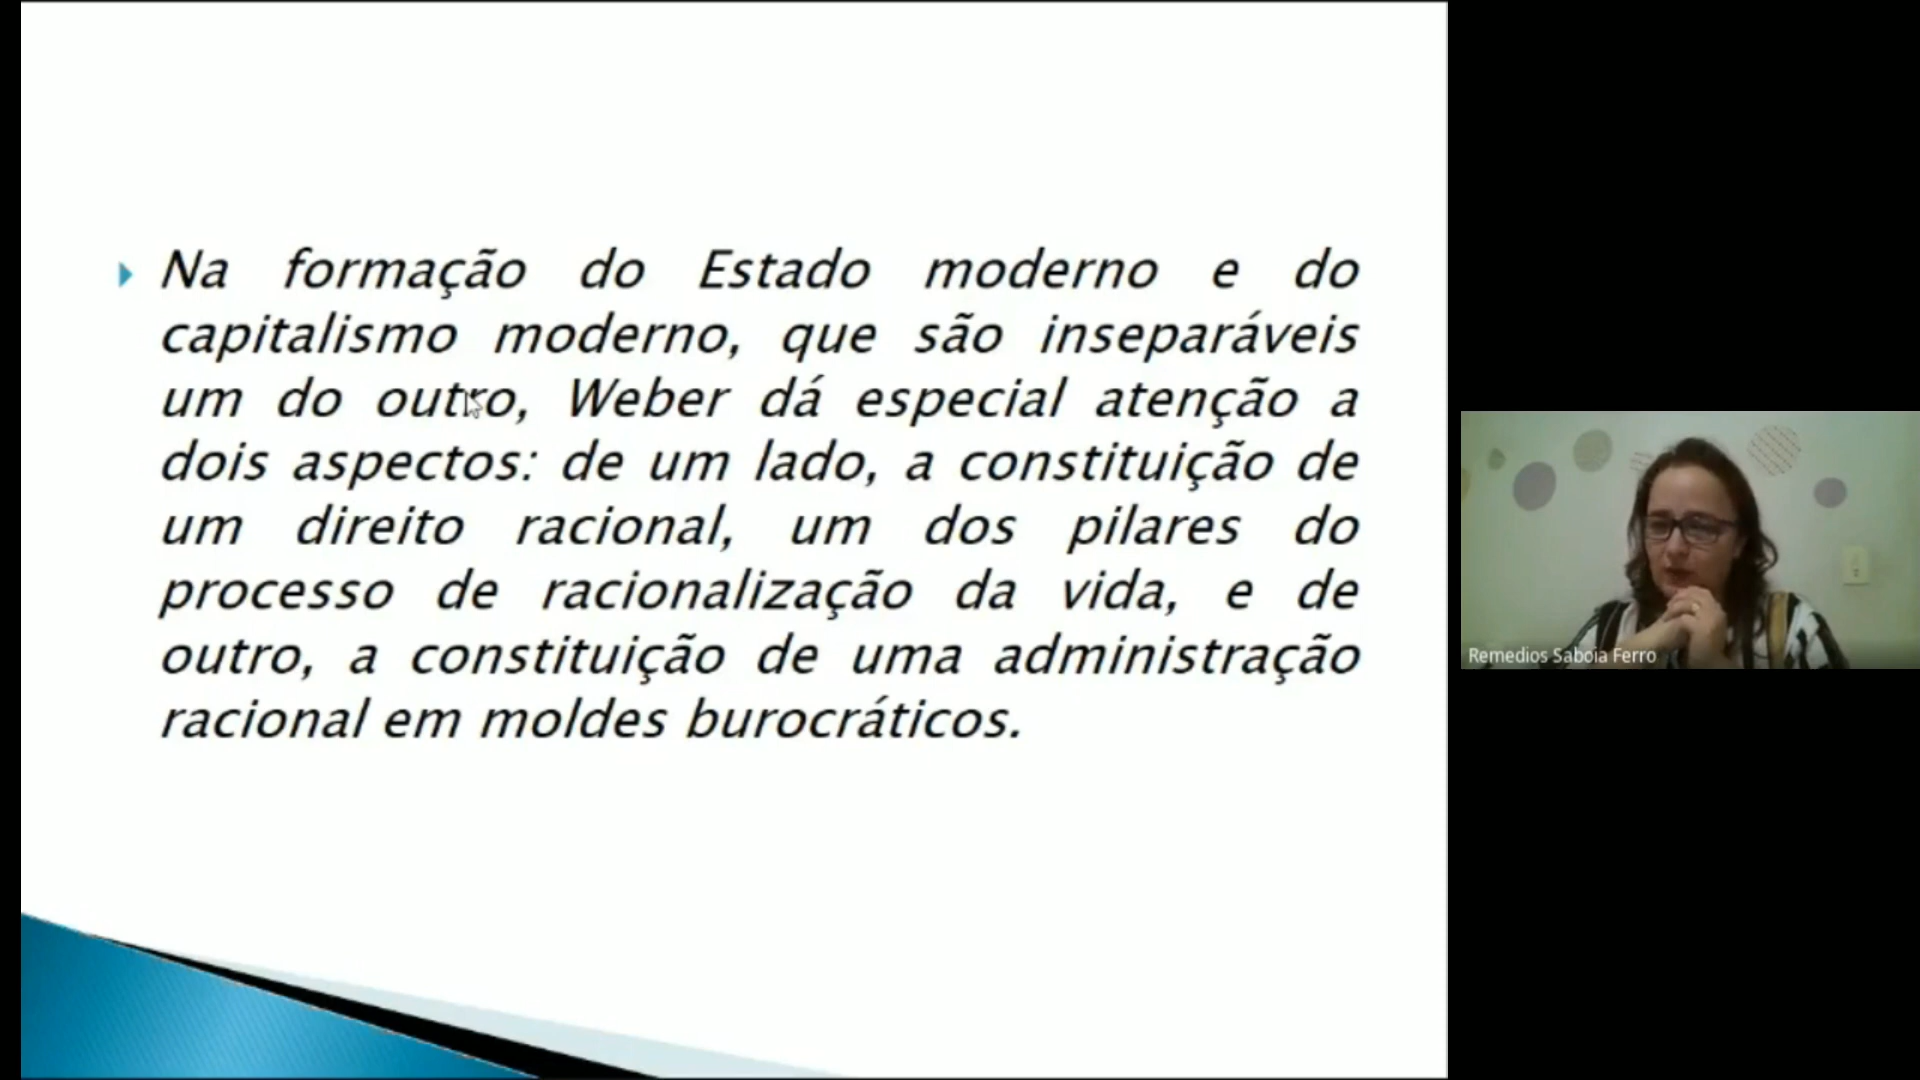 Na formação do Estado moderno e do
capitalismo moderno, que são inseparáveis
um do outro, Weber dá especial atenção a
dois aspectos: de um lado, a constituição de
um direito racional, um dos pilares do
processo de racionalização da vida, e de
outro, a constituição de uma administração
racional em moldes burocráticos.
Remedios Saboia Ferro